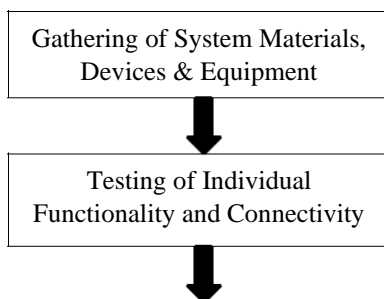 Gathering of System Materials,
Devices & Equipment
Testing of Individual
Functionality and Connectivity